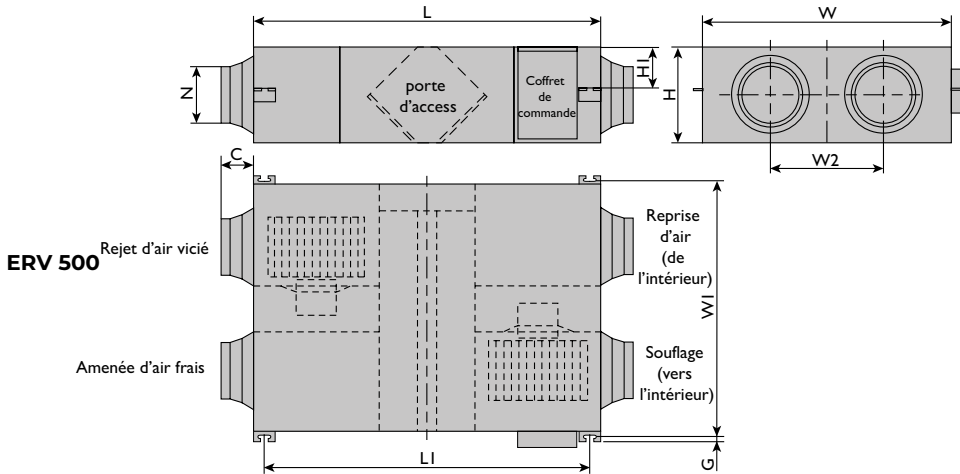 L
W
N
H1
H
porte
d'access
Coffret
de
commande
C
W2
ERV 500
Rejet d'air vicié
Reprise
d'air
(de
l'intérieur)
W1
Amenée d'air frais
Souflage
(vers
l'intérieur)
L1
G